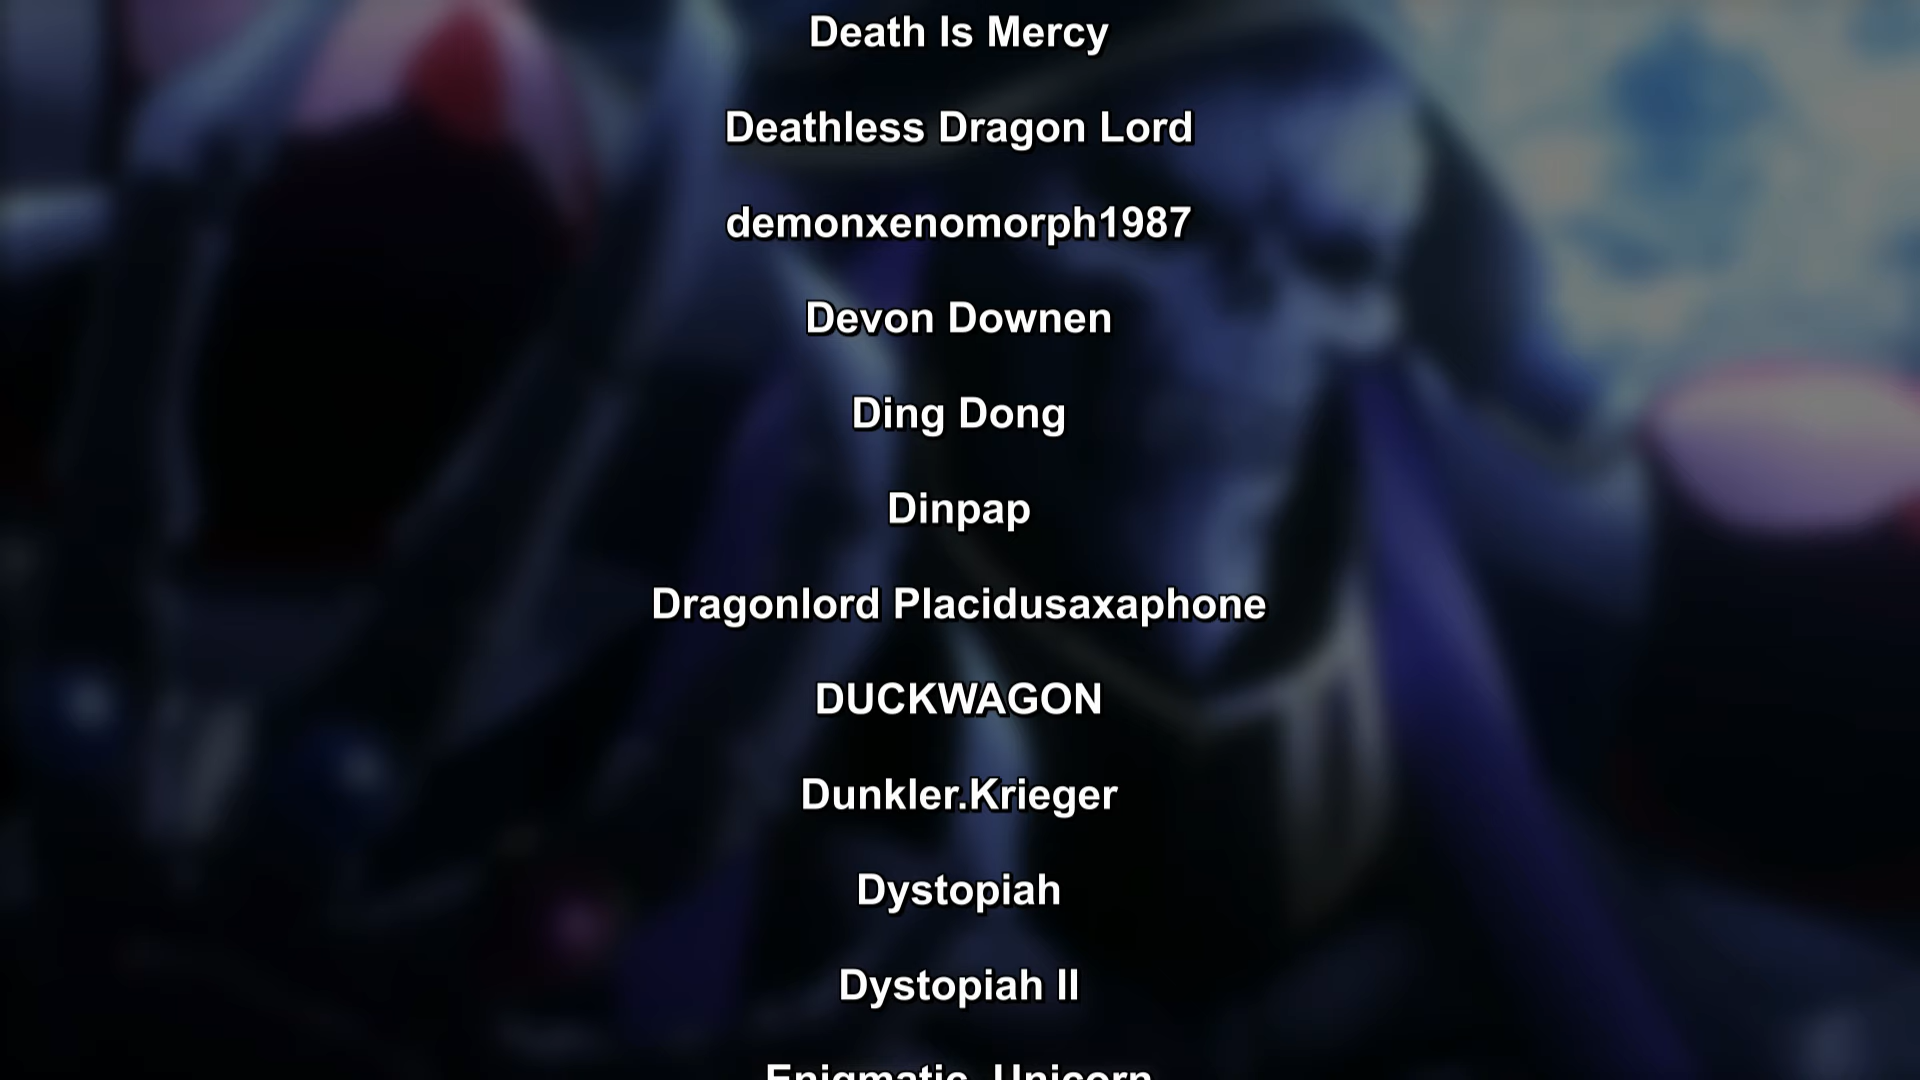 Death Is Mercy
Deathless Dragon Lord
demonxenomorph1987
Devon Downen
Ding Dong
Dinpap
Dragonlord Placidusaxaphone
DUCKWAGON
Dunkler.Krieger
Dystopiah
Dystopiah II
Enigmatic_Unicorn